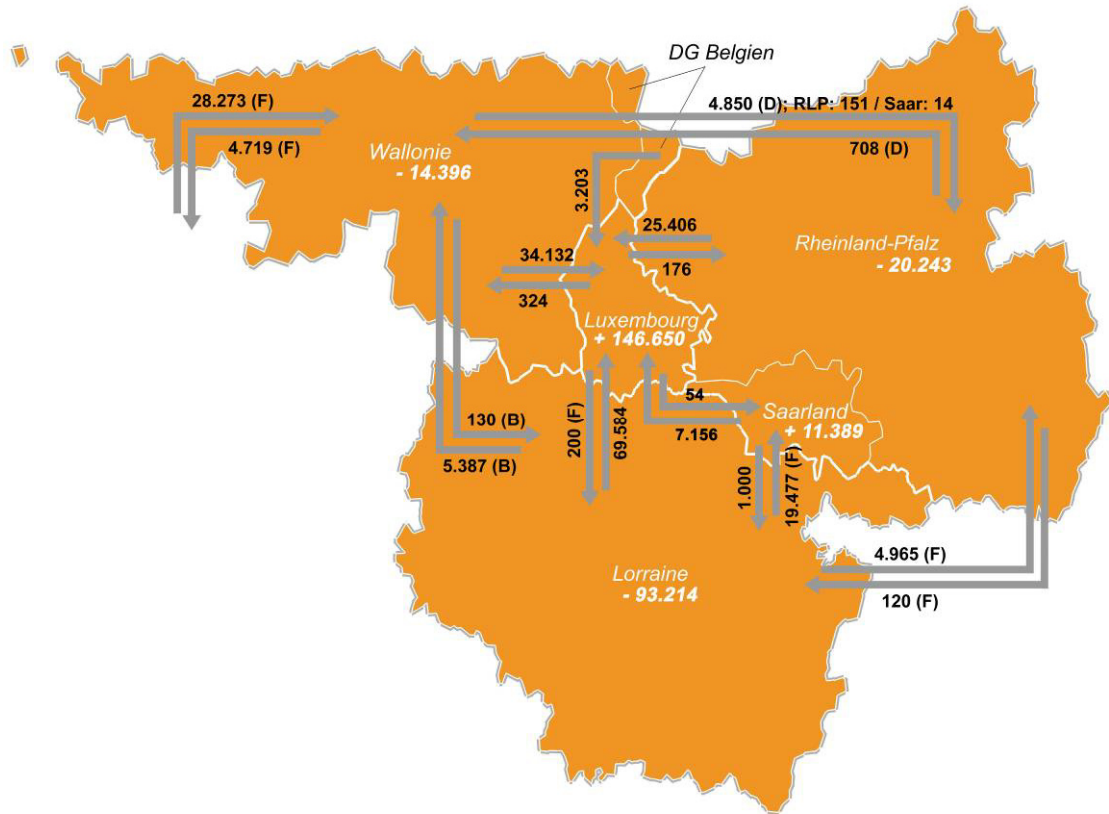 DG Belgien
28.273 (F)
4.850 (D); RLP: 151 / Saar: 14
4.719 (F)
708 (D)
Wallonie
- 14.396
3.203
25.406
Rheinland-Pfalz
- 20.243
34.132
176
324
Luxembourg
+ 146.650
54
Saarland
+ 11.389
130 (B)
200 (F)
69.584
7.156
5.387 (B)
1.000
19.477 (F)
4.965 (F)
Lorraine
- 93.214
120 (F)